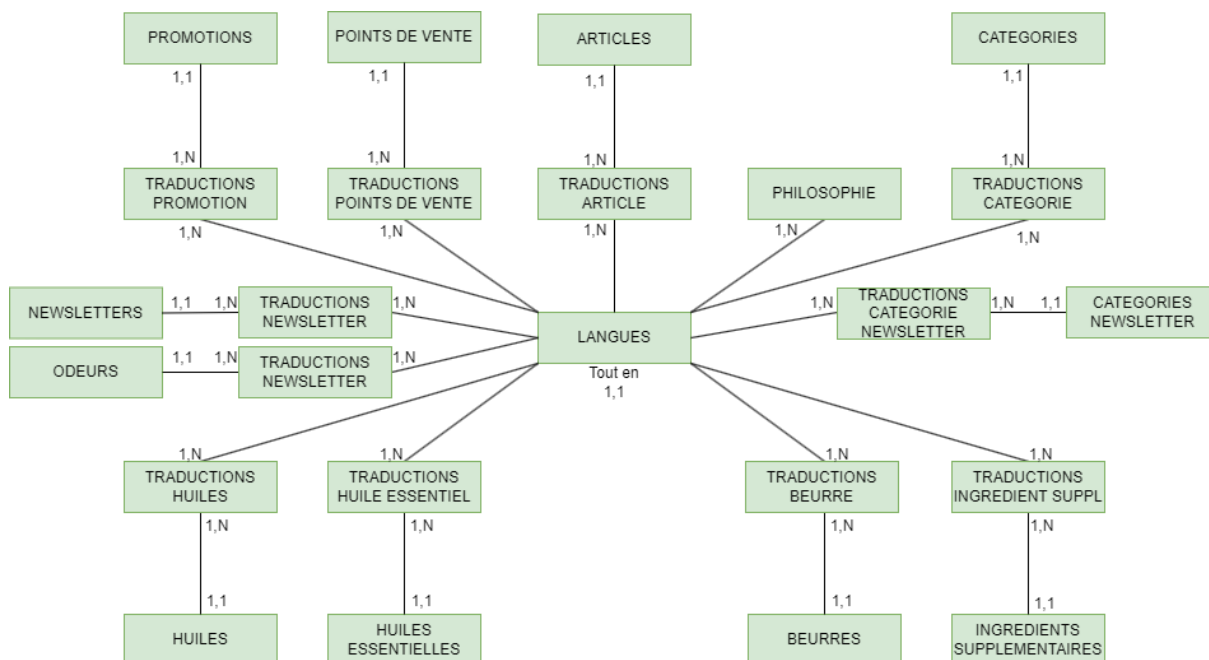 PROMOTIONS
POINTS DE VENTE
ARTICLES
CATEGORIES
1,1
1,1
1,1
1,1
1,N
1,N
1,N
1,N
TRADUCTIONS
PROMOTION
TRADUCTIONS
POINTS DE VENTE
TRADUCTIONS
ARTICLE
PHILOSOPHIE
TRADUCTIONS
CATEGORIE
1,N
1,N
1,N
1,N
1,N
NEWSLETTERS
1,1
1,N
TRADUCTIONS
NEWSLETTER
1,N
LANGUES
Tout en
1,1
1,N
TRADUCTIONS
CATEGORIE
NEWSLETTER
1,N
1,1
CATEGORIES
NEWSLETTER
ODEURS
1,1
1,N
TRADUCTIONS
NEWSLETTER
1,N
1,N
1,N
1,N
1,N
TRADUCTIONS
HUILES
TRADUCTIONS
HUILE ESSENTIEL
TRADUCTIONS
BEURRE
TRADUCTIONS
INGREDIENT SUPPL
1,N
1,N
1,N
1,N
1,1
1,1
1,1
1,1
HUILES
HUILES
ESSENTIELLES
BEURRES
INGREDIENTS
SUPPLEMENTAIRES